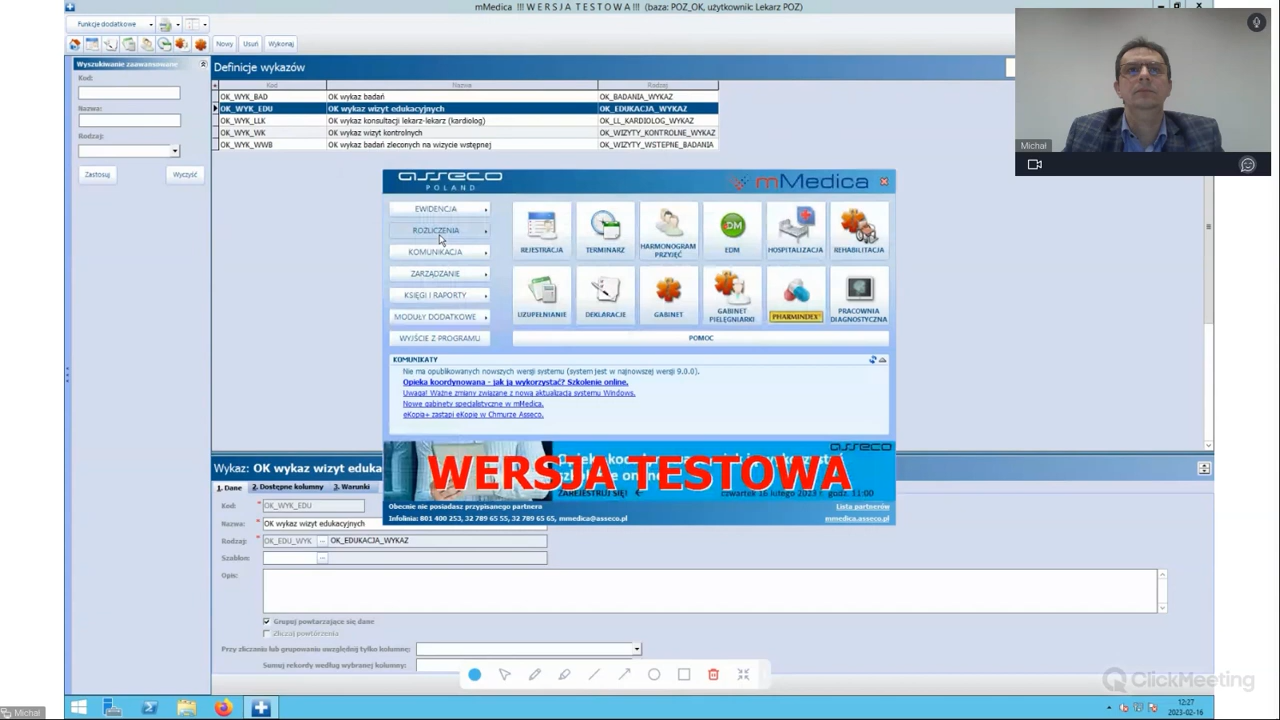 mMedica !!! W E R S J A T E S T O W A !!! (baza: POZ_OK, użytkownik: Lekarz POZ)
Funkcje dodatkowe
Nowy Usuń Wykonaj
Wyszukiwanie zaawansowane
Kod:
Nazwa:
Rodzaj:
Zastosuj Wyczyść
Definicje wykazów
Kod Nazwa Rodzaj
OK_WYK_BAD OK wykaz badań OK_BADANIA_WYKAZ
OK_WYK_EDU OK wykaz wizyt edukacyjnych OK_EDUKACJA_WYKAZ
OK_WYK_LLK OK wykaz konsultacji lekarz-lekarz (kardiolog) OK_LL_KARDIOLOG_WYKAZ
OK_WYK_WK OK wykaz wizyt kontrolnych OK_WIZYTY_KONTROLNE_WYKAZ
OK_WYK_WWB OK wykaz badań zleconych na wizycie wstępnej OK_WIZYTY_WSTEPNE_BADANIA
Michał
asseco
POLAND
mMedica
EWIDENCJA
ROZLICZENIA
KOMUNIKACJA
ZARZĄDZANIE
KSIĘGI I RAPORTY
MODUŁY DODATKOWE
WYJŚCIE Z PROGRAMU
REJESTRACJA TERMINARZ HARMONOGRAM PRZYJĘĆ DM EDM HOSPITALIZACJA REHABILITACJA
UZUPEŁNIANIE DEKLARACJE GABINET GABINET PIELĘGNIARKI PHARMINDEX PRACOWNIA DIAGNOSTYCZNA
POMOC
KOMUNIKATY
Nie ma opublikowanych nowszych wersji systemu (system jest w najnowszej wersji 9.0.0).
Opieka koordynowana - jak ją wykorzystać? Szkolenie online.
Uwaga! Ważne zmiany związane z nową aktualizacją systemu Windows.
Nowe gabinety specjalistyczne w mMedica.
eKopia+ zastąpi eKopię w Chmurze Asseco.
asseco
WERSJA TESTOWA
ZAREJESTRUJ SIĘ! czwartek 16 lutego 2023 r. godz. 11:00
Obecnie nie posiadasz przypisanego partnera Lista partnerów
Infolinia: 801 400 253, 32 789 65 55, 32 789 65 65, mmedica@asseco.pl mmedica.asseco.pl
Wykaz: OK wykaz wizyt eduka
1. Dane 2. Dostępne kolumny 3. Warunki
Kod: * OK_WYK_EDU
Nazwa: * OK wykaz wizyt edukacyjnych
Rodzaj: * OK_EDU_WYK ... OK_EDUKACJA_WYKAZ
Szablon: ...
Opis:
Grupuj powtarzające się dane
Zliczaj powtórzenia
Przy zliczaniu lub grupowaniu uwzględnij tylko kolumnę:
Sumuj rekordy według wybranej kolumny:
ClickMeeting
12:27
2023-02-16
Michał